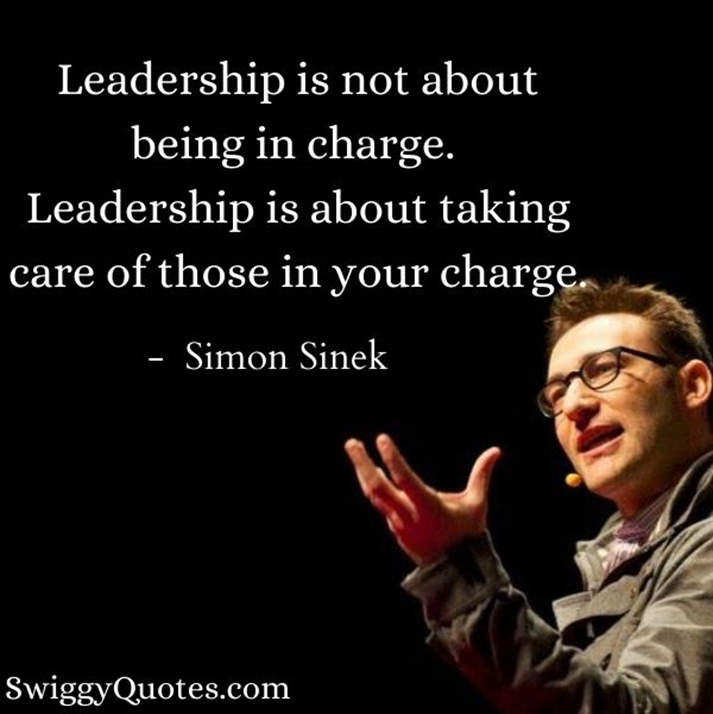 Leadership is not about
being in charge.
Leadership is about taking
care of those in your charge.
- Simon Sinek
SwiggyQuotes.com